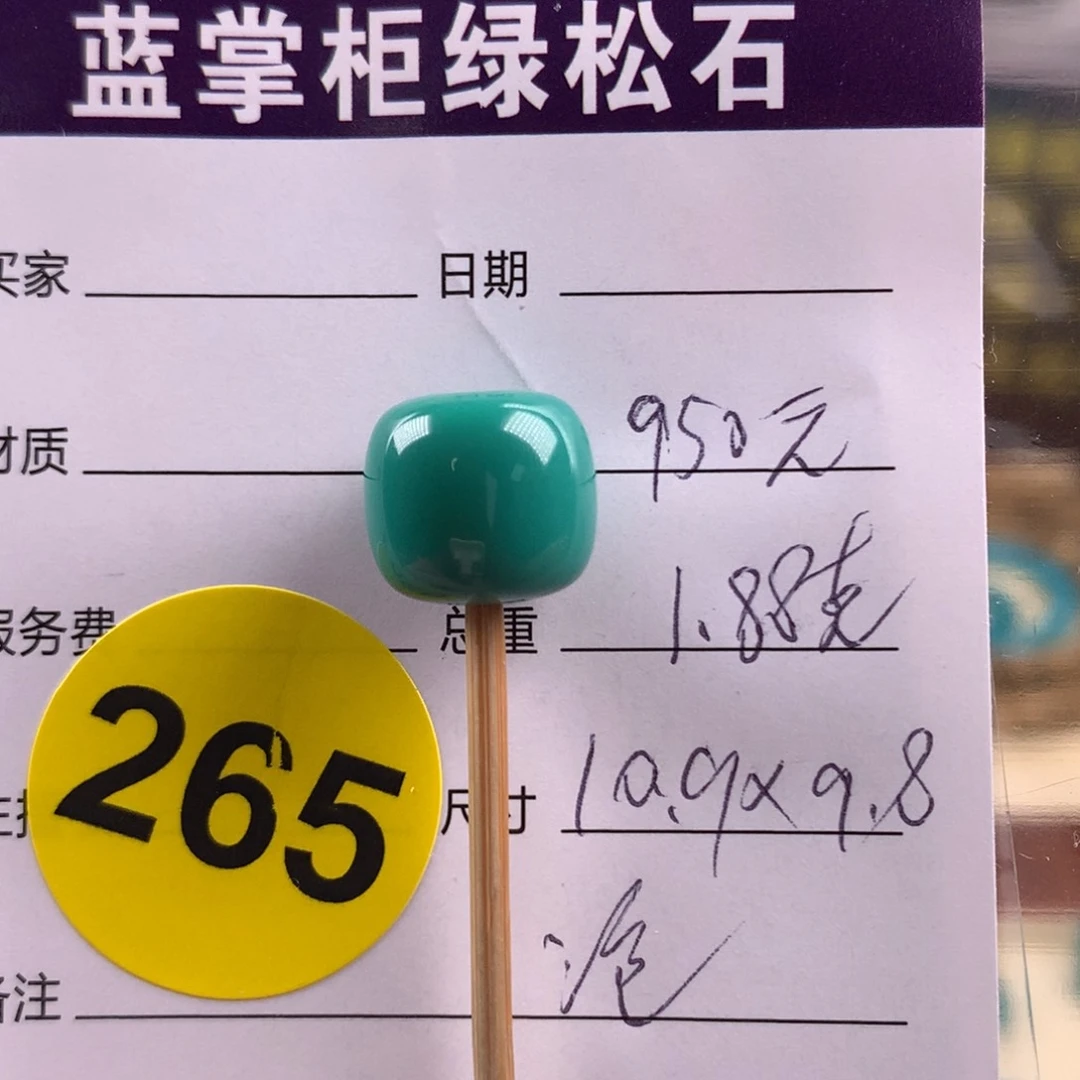 蓝掌柜绿松石
买家 日期
材质 950元
服务费 总重 1.88克
265
尺寸 10.9x9.8
备注